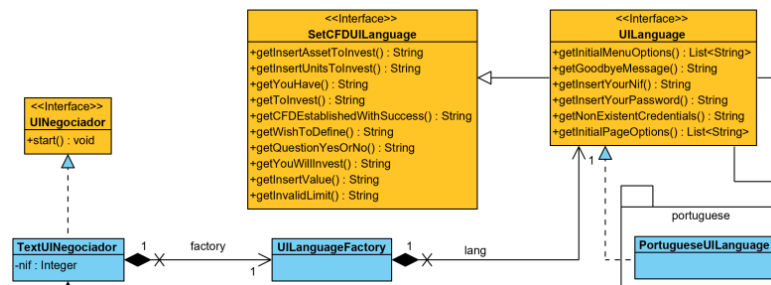 <<Interface>>
SetCFDUILanguage
+getInsertAssetToInvest() : String
+getInsertUnitsToInvest() : String
+getYouHave() : String
+getToInvest() : String
+getCFDEstablishedWithSuccess() : String
+getWishToDefine() : String
+getQuestionYesOrNo() : String
+getYouWillInvest() : String
+getInsertValue() : String
+getInvalidLimit() : String
<<Interface>>
UILanguage
+getInitialMenuOptions() : List<String>
+getGoodbyeMessage() : String
+getInsertYourNif() : String
+getInsertYourPassword() : String
+getNonExistentCredentials() : String
+getInitialPageOptions() : List<String>
<<Interface>>
UINegociador
+start() : void
1
portuguese
TextUINegociador
-nif : Integer
1
factory
1
UILanguageFactory
1
lang
PortugueseUILanguage